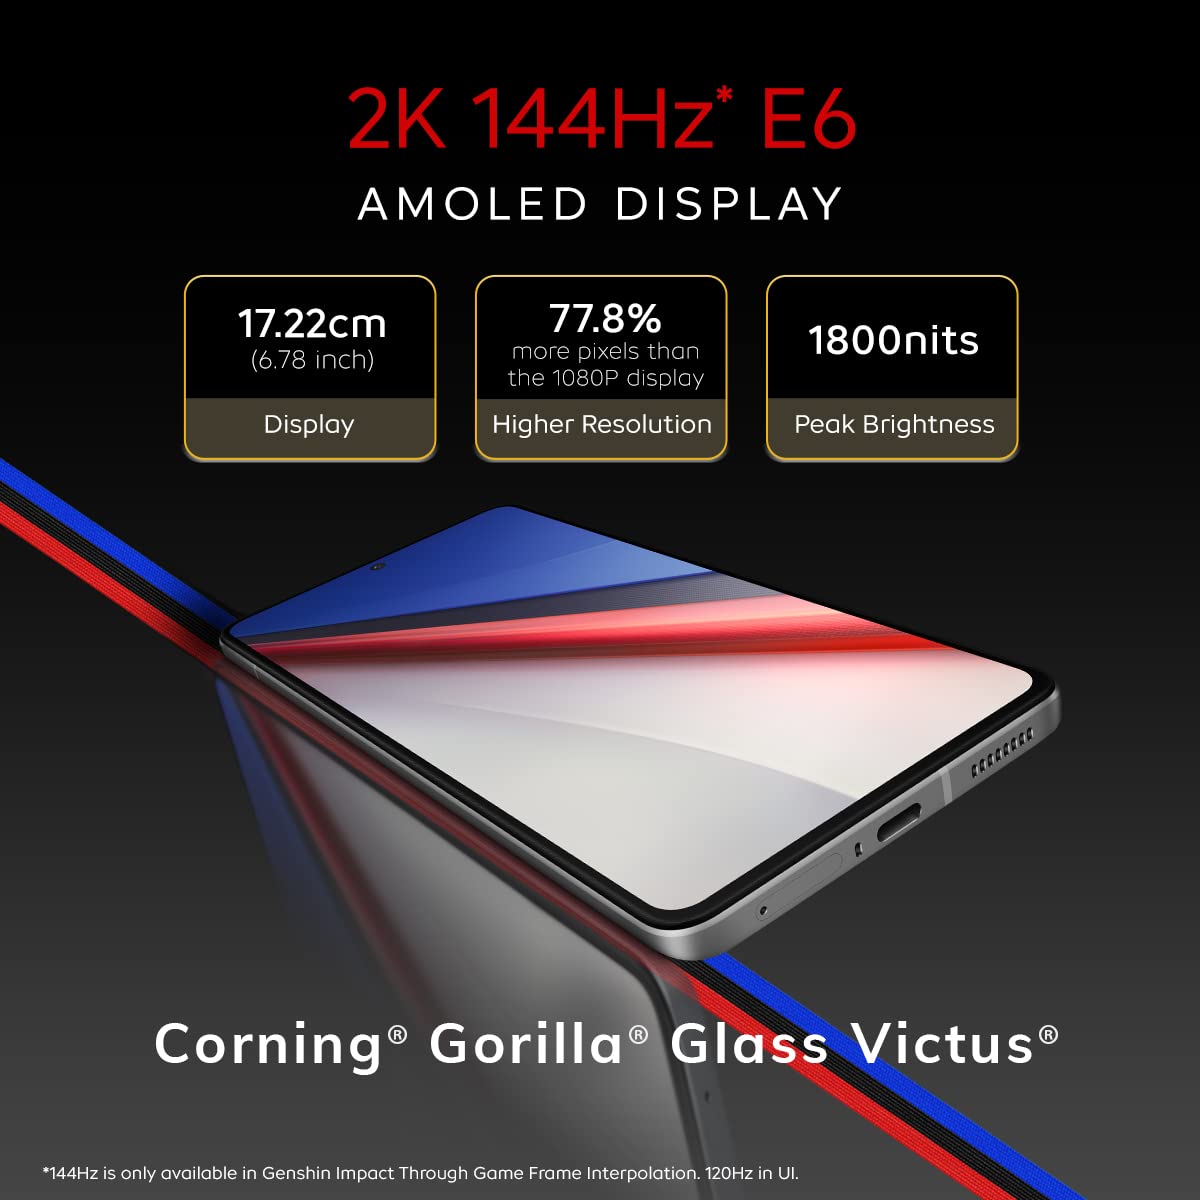 2K 144Hz* E6
AMOLED DISPLAY
17.22cm
(6.78 inch)
Display
77.8%
more pixels than
the 1080P display
Higher Resolution
1800nits
Peak Brightness
Corning® Gorilla® Glass Victus®
*144Hz is only available in Genshin Impact Through Game Frame Interpolation. 120Hz in UI.